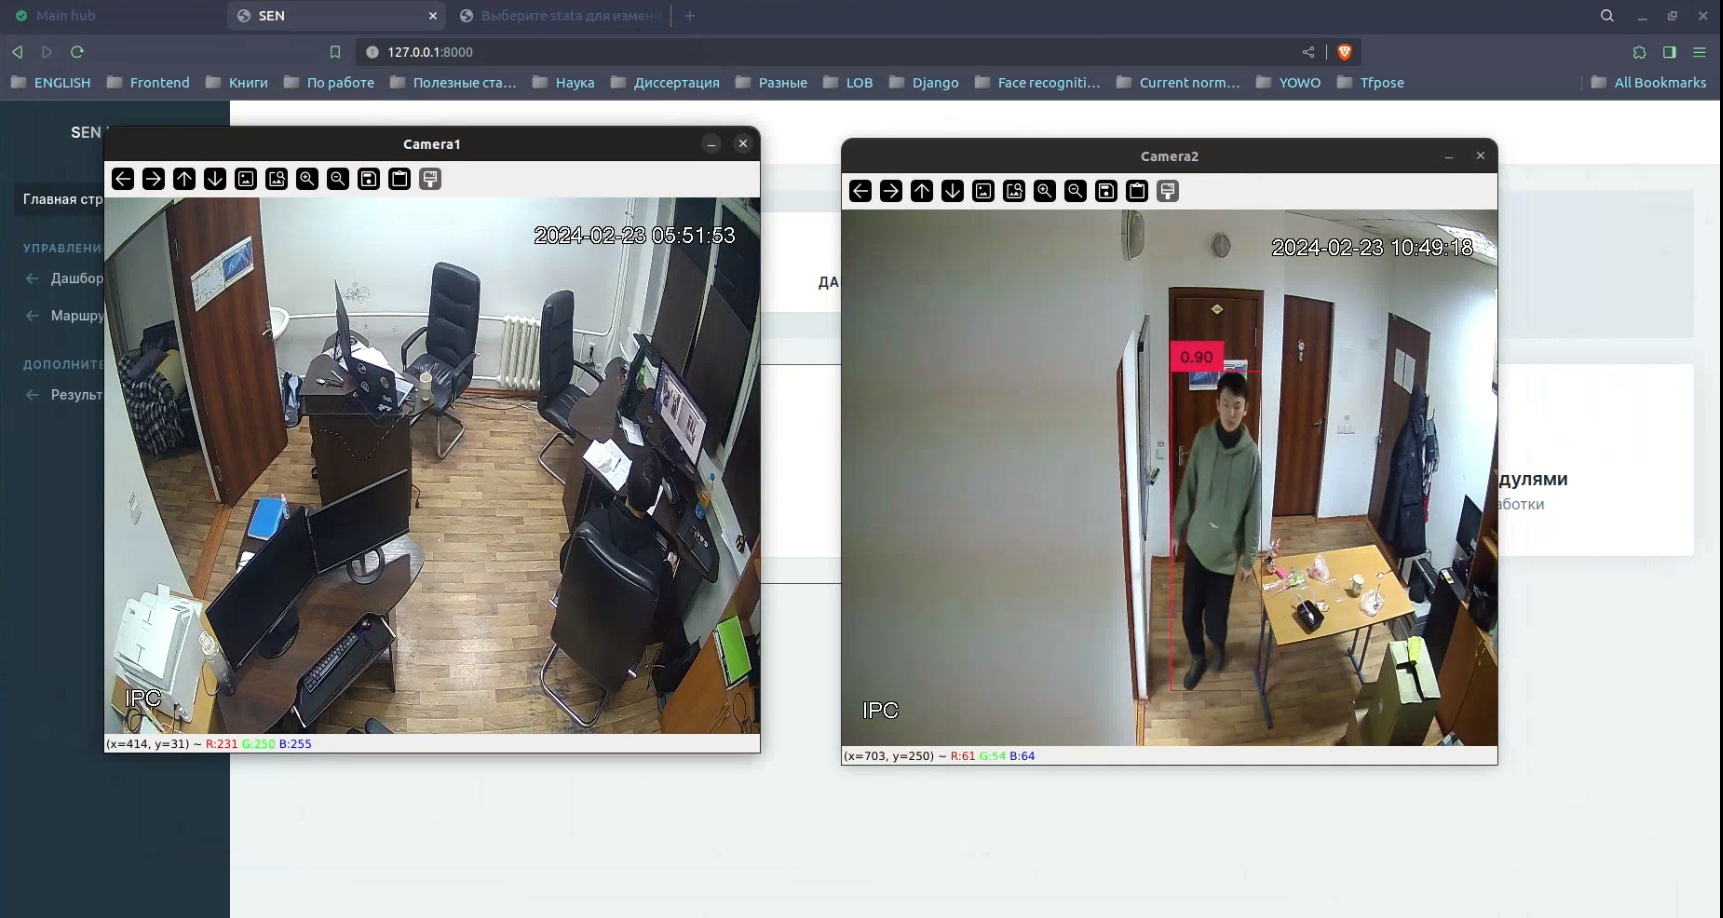 Main hub
SEN
Выберите stata для измен
127.0.0.1:8000
ENGLISH
Frontend
Книги
По работе
Полезные ста...
Наука
Диссертация
Разные
LOB
Django
Face recogniti...
Current norm...
YOWO
Tfpose
All Bookmarks
SEN
Главная стр
УПРАВЛЕНИ
Дашбор
Маршру
ДОПОЛНИТЕ
Результ
Camera1
2024-02-23 05:51:53
IPC
(x=414, y=31) ~ R:231 G:250 B:255
ДА
Camera2
2024-02-23 10:49:18
0.90
IPC
(x=703, y=250) ~ R:61 G:54 B:64
дулями
аботки